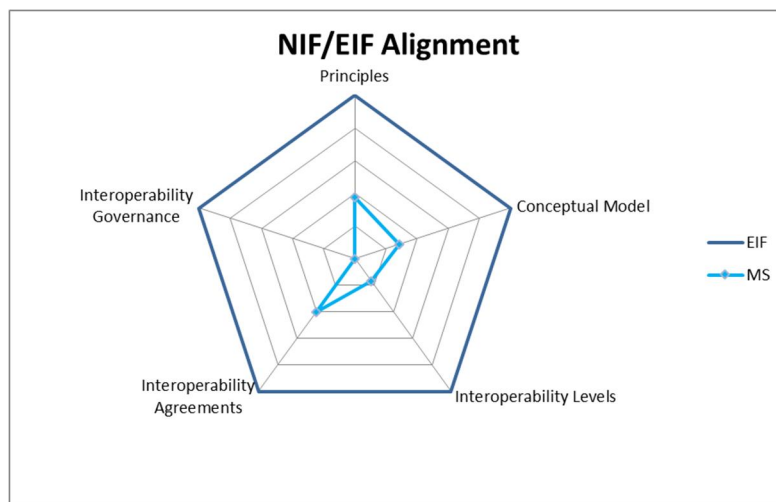 NIF/EIF Alignment
Principles
Interoperability
Governance
Conceptual Model
EIF
MS
Interoperability
Agreements
Interoperability Levels